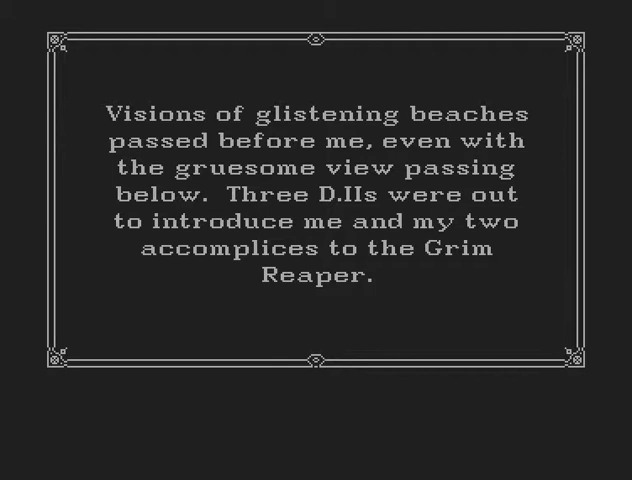 Visions of glistening beaches
passed before me, even with
the gruesome view passing
below.  Three D.IIs were out
to introduce me and my two
accomplices to the Grim
Reaper.